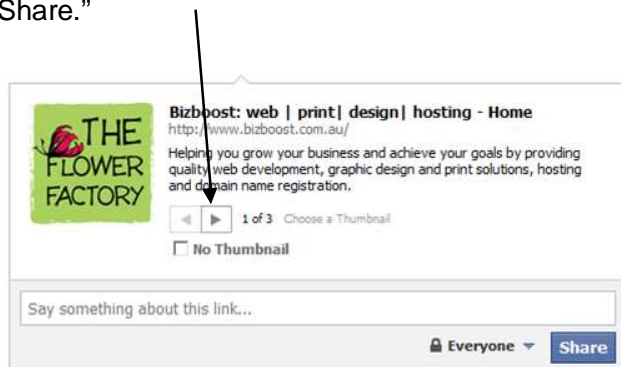 Share.”
THE
FLOWER
FACTORY
Bizboost: web | print| design| hosting - Home
http://www.bizboost.com.au/
Helping you grow your business and achieve your goals by providing
quality web development, graphic design and print solutions, hosting
and domain name registration.
1 of 3 Choose a Thumbnail
No Thumbnail
Say something about this link...
Everyone
Share